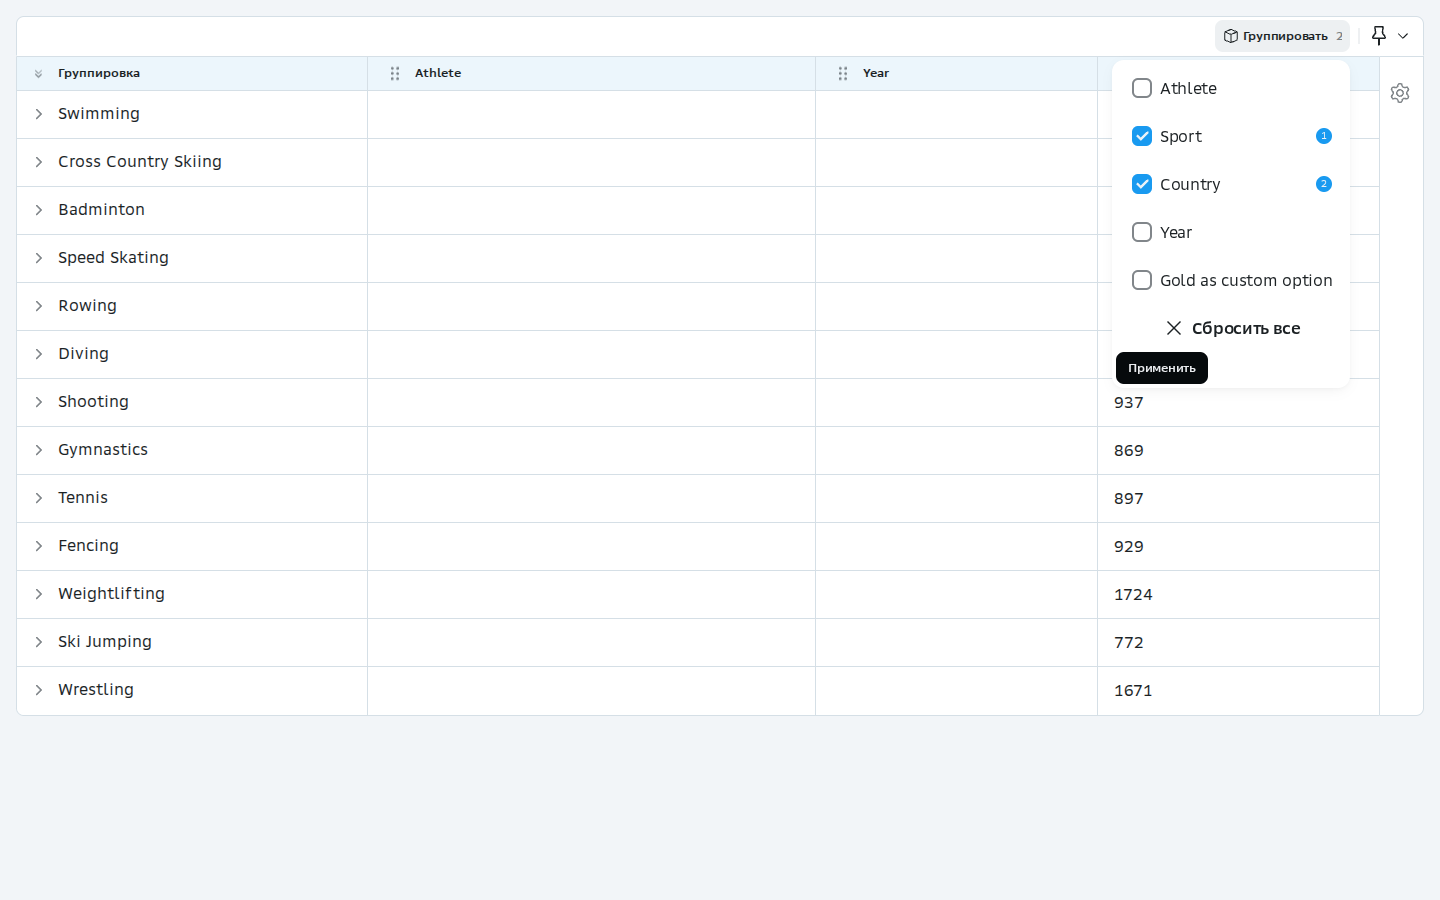 Группировать 2
Группировка Athlete Year
Athlete
Sport 1
Country 2
Year
Gold as custom option
Сбросить все
Применить
Swimming
Cross Country Skiing
Badminton
Speed Skating
Rowing
Diving
Shooting 937
Gymnastics 869
Tennis 897
Fencing 929
Weightlifting 1724
Ski Jumping 772
Wrestling 1671